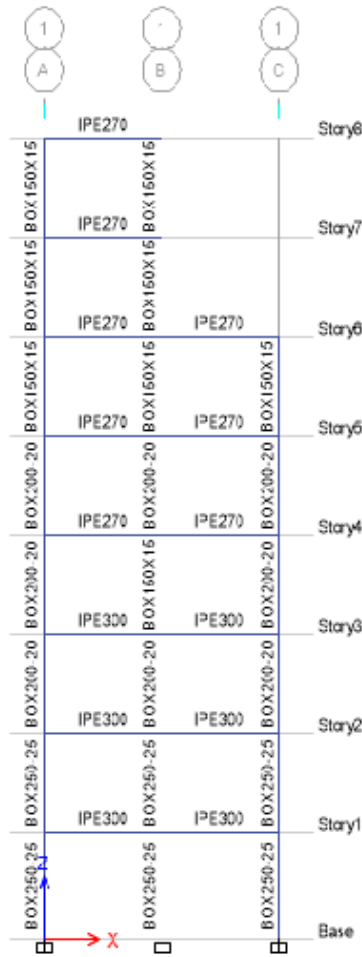 1 1 1
A B C
IPE270 Story8
BOX150X15 BOX150X15
IPE270 Story7
BOX150X15 BOX150X15
IPE270 IPE270 Story6
BOX150X15 BOX150X15 BOX150X15
IPE270 IPE270 Story5
BOX200-20 BOX200-20 BOX200-20
IPE270 IPE270 Story4
BOX200-20 BOX150X15 BOX200-20
IPE300 IPE300 Story3
BOX200-20 BOX200-20 BOX200-20
IPE300 IPE300 Story2
BOX250-25 BOX250-25 BOX250-25
IPE300 IPE300 Story1
BOX250-25 BOX250-25 BOX250-25
Z
X Base